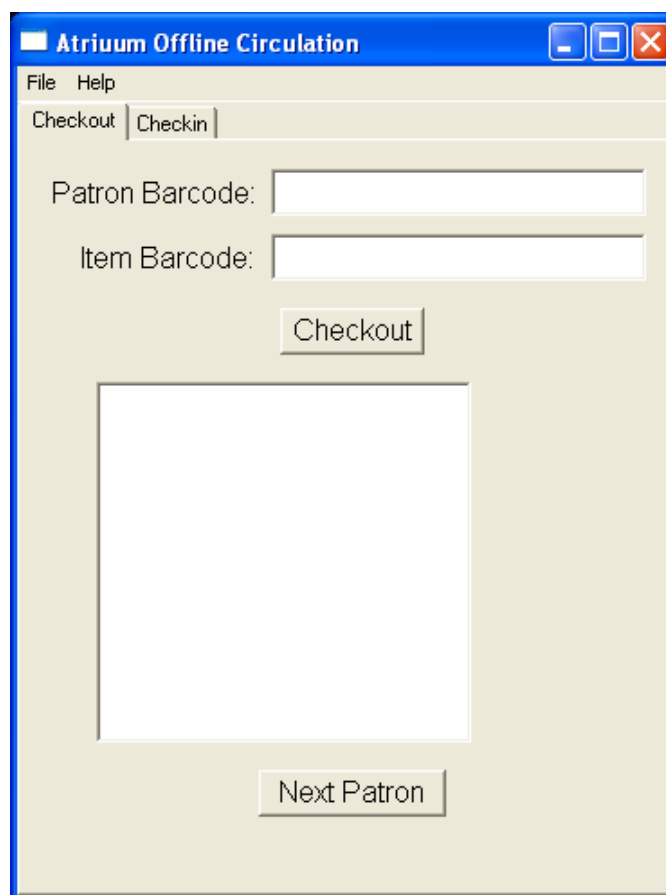 Atriuum Offline Circulation
File Help
Checkout Checkin
Patron Barcode:
Item Barcode:
Checkout
Next Patron